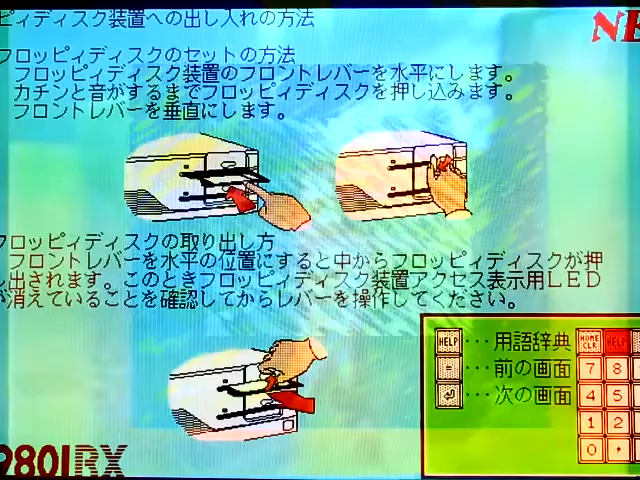 ピィディスク装置への出し入れの方法
NE
フロッピィディスクのセットの方法
フロッピィディスク装置のフロントレバーを水平にします。
カチンと音がするまでフロッピィディスクを押し込みます。
フロントレバーを垂直にします。
フロッピィディスクの取り出し方
フロントレバーを水平の位置にすると中からフロッピィディスクが押
し出されます。このときフロッピィディスク装置アクセス表示用LED
が消えていることを確認してからレバーを操作してください。
HELP・・・用語辞典
-・・・前の画面
↵・・・次の画面
HOME CLR HELP
7 8
4 5
1 2
0 ・
9801RX